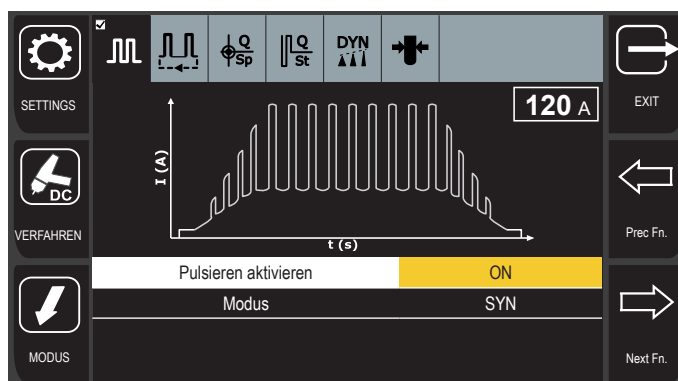 SETTINGS
DC
VERFAHREN
MODUS
Q
Sp
Q
St
DYN
120 A
I (A)
t (s)
Pulsieren aktivieren ON
Modus SYN
EXIT
Prec Fn.
Next Fn.